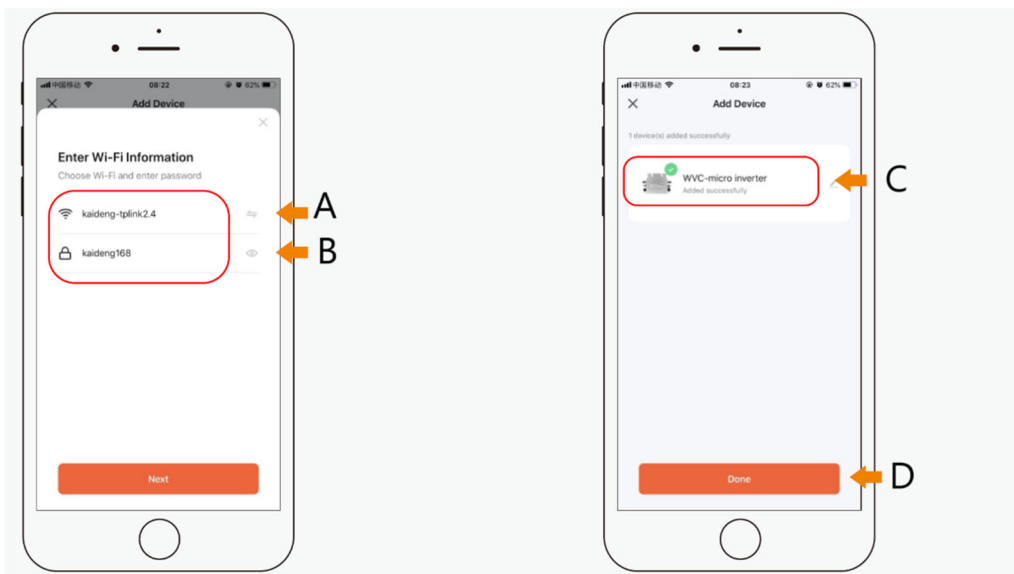 中国移动 08:22 62%
Add Device
Enter Wi-Fi Information
Choose Wi-Fi and enter password
kaideng-tplink2.4
A
kaideng168
B
Next
中国移动 08:23 62%
Add Device
1 device(s) added successfully
WVC-micro inverter
Added successfully
C
Done
D